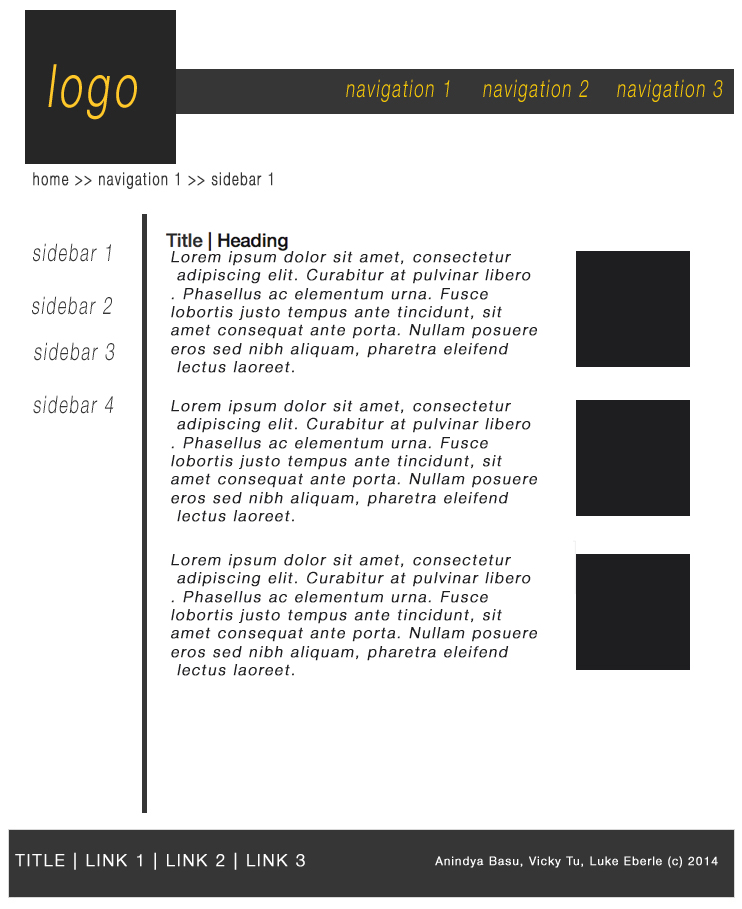 logo
navigation 1 navigation 2 navigation 3
home >> navigation 1 >> sidebar 1
sidebar 1
sidebar 2
sidebar 3
sidebar 4
Title | Heading
Lorem ipsum dolor sit amet, consectetur
adipiscing elit. Curabitur at pulvinar libero
. Phasellus ac elementum urna. Fusce
lobortis justo tempus ante tincidunt, sit
amet consequat ante porta. Nullam posuere
eros sed nibh aliquam, pharetra eleifend
lectus laoreet.
Lorem ipsum dolor sit amet, consectetur
adipiscing elit. Curabitur at pulvinar libero
. Phasellus ac elementum urna. Fusce
lobortis justo tempus ante tincidunt, sit
amet consequat ante porta. Nullam posuere
eros sed nibh aliquam, pharetra eleifend
lectus laoreet.
Lorem ipsum dolor sit amet, consectetur
adipiscing elit. Curabitur at pulvinar libero
. Phasellus ac elementum urna. Fusce
lobortis justo tempus ante tincidunt, sit
amet consequat ante porta. Nullam posuere
eros sed nibh aliquam, pharetra eleifend
lectus laoreet.
TITLE | LINK 1 | LINK 2 | LINK 3
Anindya Basu, Vicky Tu, Luke Eberle (c) 2014